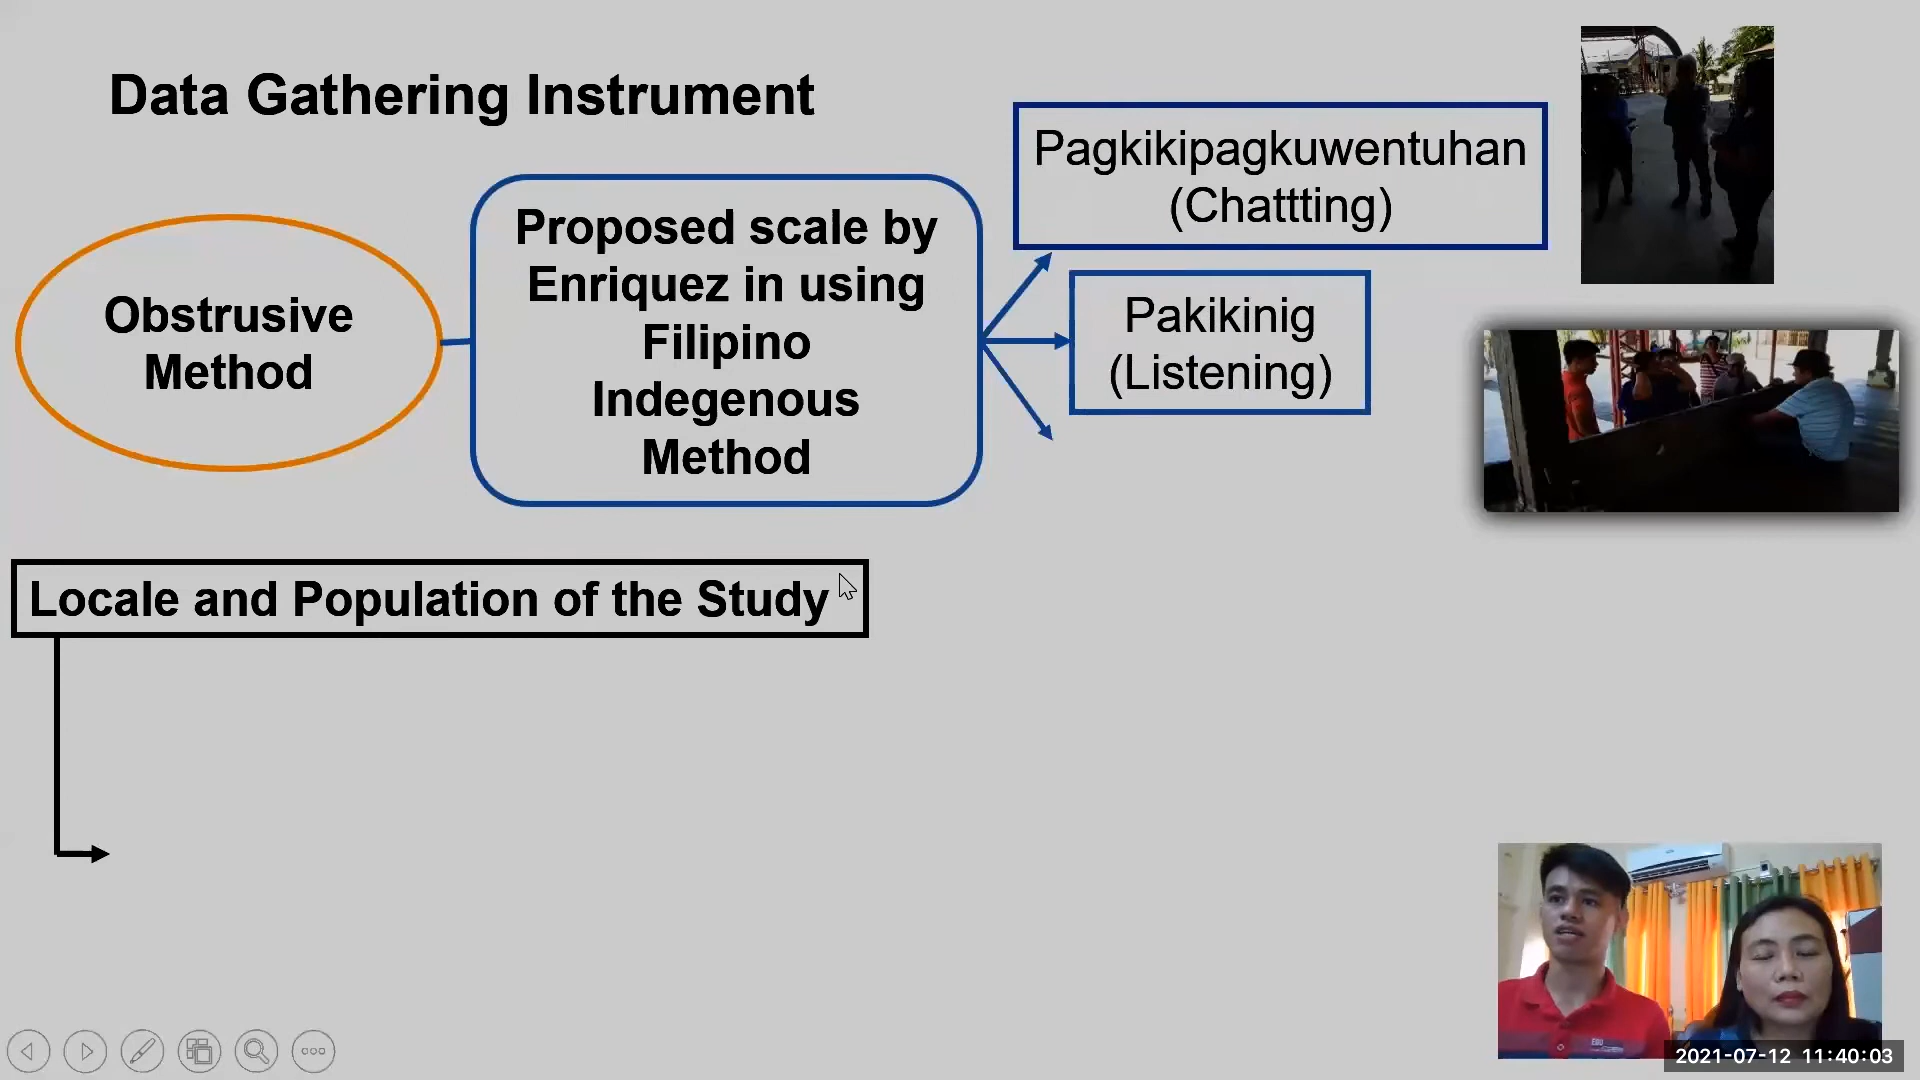 Data Gathering Instrument
Obstrusive
Method
Proposed scale by
Enriquez in using
Filipino
Indegenous
Method
Pagkikipagkuwentuhan
(Chattting)
Pakikinig
(Listening)
Locale and Population of the Study
2021-07-12 11:40:03